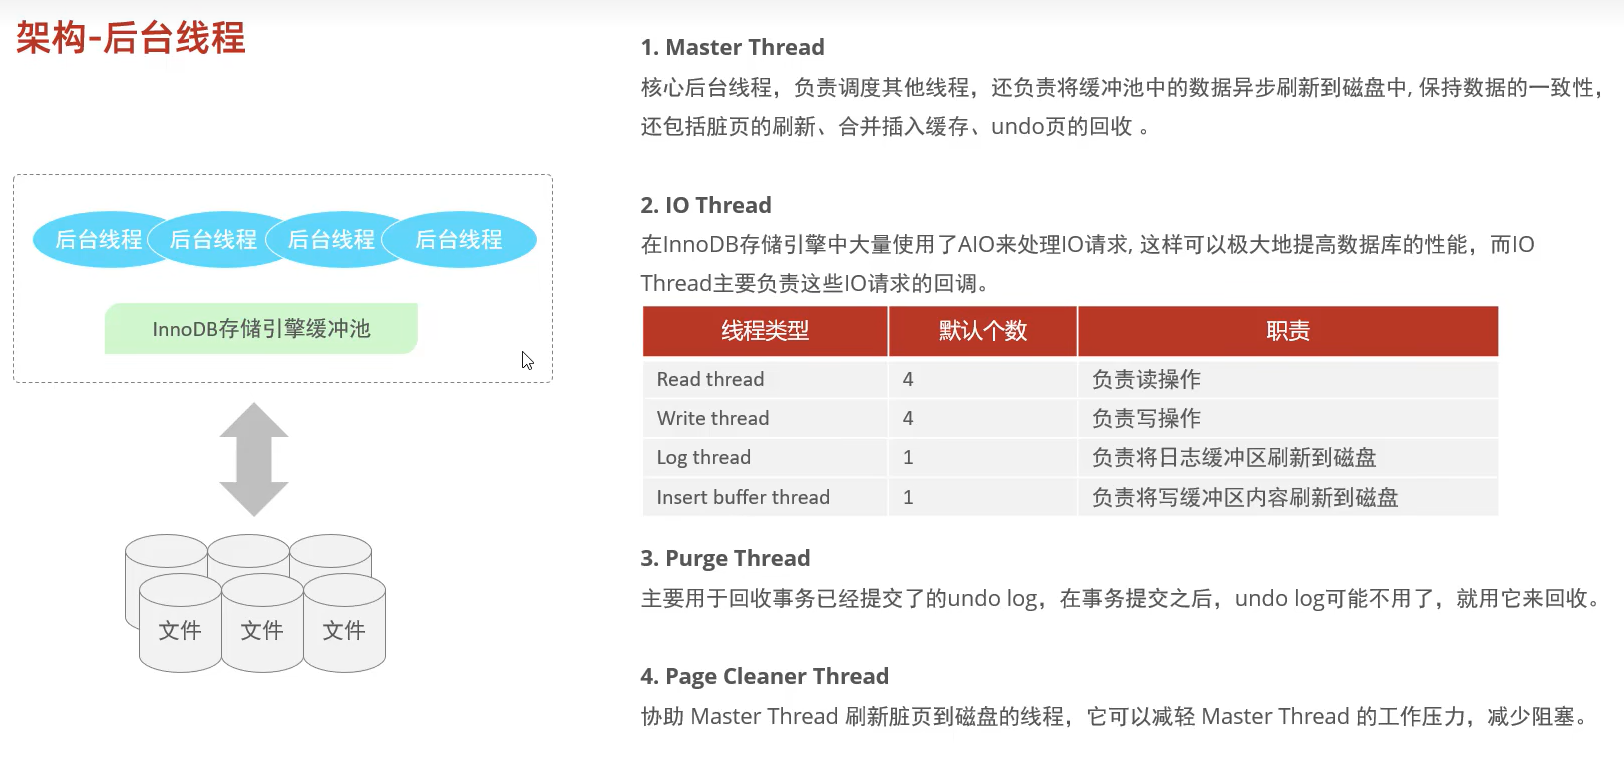 架构-后台线程
后台线程 后台线程 后台线程 后台线程
InnoDB存储引擎缓冲池
文件 文件 文件
1. Master Thread
核心后台线程，负责调度其他线程，还负责将缓冲池中的数据异步刷新到磁盘中, 保持数据的一致性，
还包括脏页的刷新、合并插入缓存、undo页的回收 。
2. IO Thread
在InnoDB存储引擎中大量使用了AIO来处理IO请求, 这样可以极大地提高数据库的性能，而IO
Thread主要负责这些IO请求的回调。
线程类型 默认个数 职责
Read thread 4 负责读操作
Write thread 4 负责写操作
Log thread 1 负责将日志缓冲区刷新到磁盘
Insert buffer thread 1 负责将写缓冲区内容刷新到磁盘
3. Purge Thread
主要用于回收事务已经提交了的undo log，在事务提交之后，undo log可能不用了，就用它来回收。
4. Page Cleaner Thread
协助 Master Thread 刷新脏页到磁盘的线程，它可以减轻 Master Thread 的工作压力，减少阻塞。